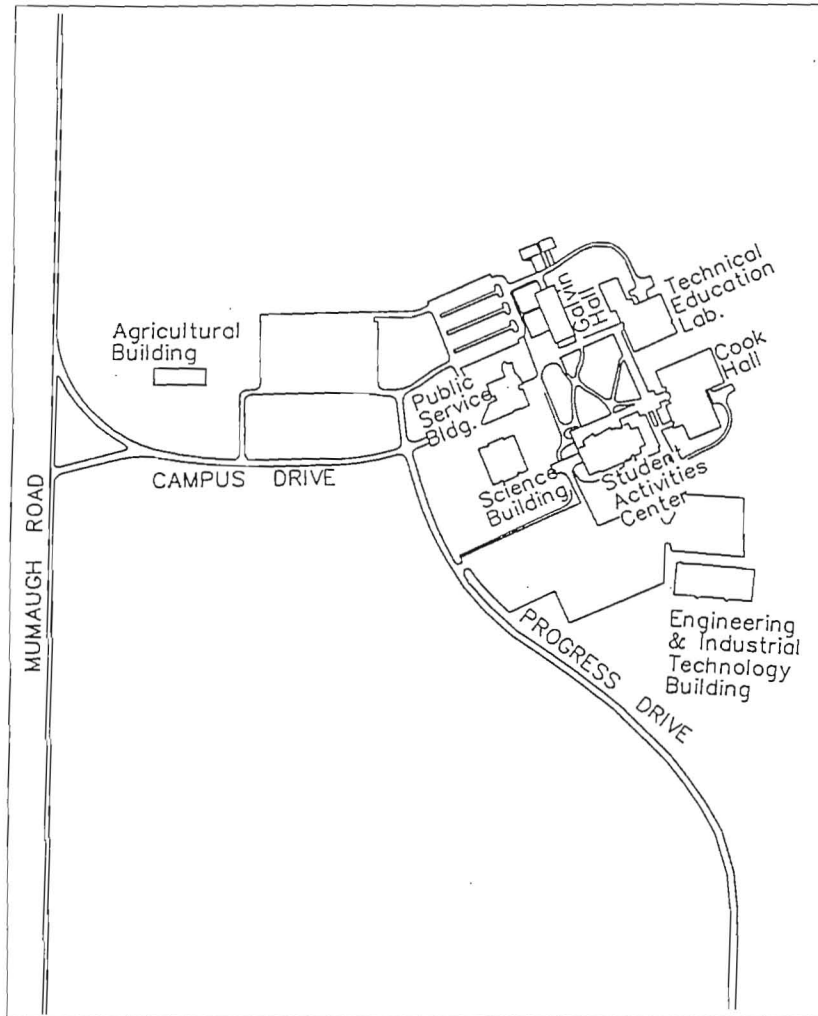 Galvin
Hall
Technical
Education
Lab.
Agricultural
Building
Cook
Hall
Public
Service
Bldg.
CAMPUS DRIVE
Science
Building
Student
Activities
Center
MUMAUGH ROAD
PROGRESS DRIVE
Engineering
& Industrial
Technology
Building